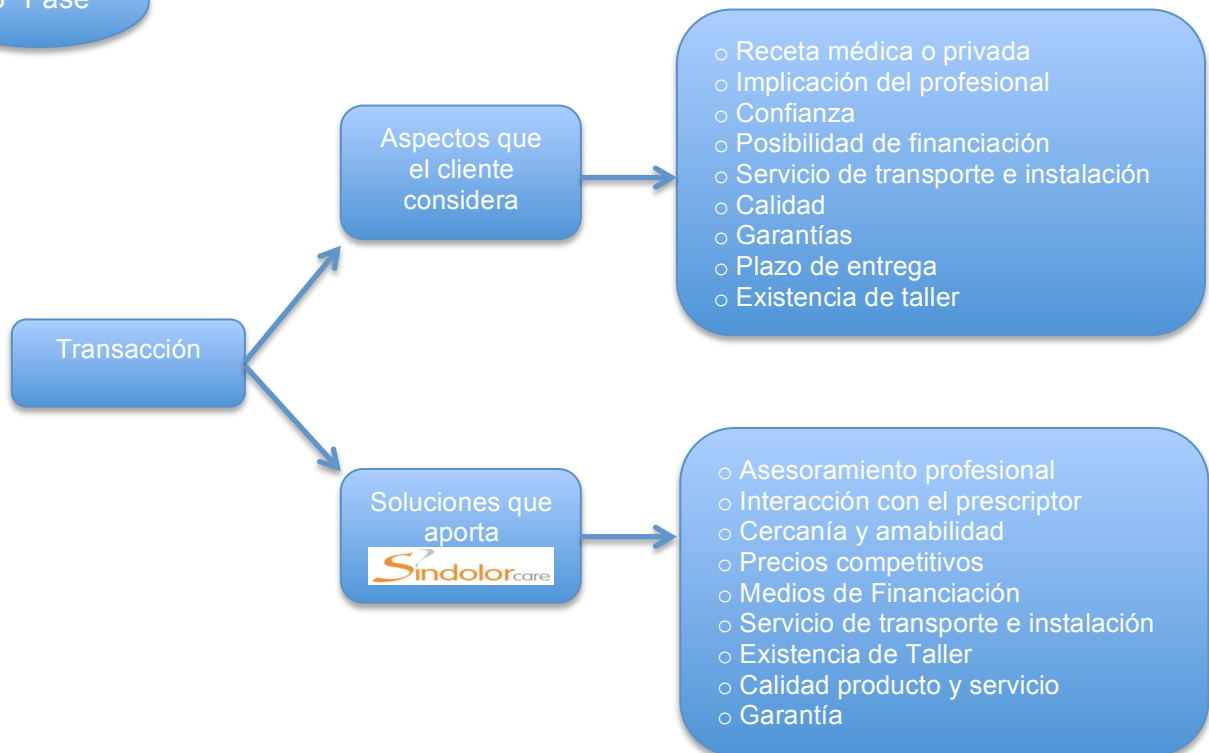 Fase
Aspectos que
el cliente
considera
o Receta médica o privada
o Implicación del profesional
o Confianza
o Posibilidad de financiación
o Servicio de transporte e instalación
o Calidad
o Garantías
o Plazo de entrega
o Existencia de taller
Transacción
Soluciones que
aporta
Sindolorcare
o Asesoramiento profesional
o Interacción con el prescriptor
o Cercanía y amabilidad
o Precios competitivos
o Medios de Financiación
o Servicio de transporte e instalación
o Existencia de Taller
o Calidad producto y servicio
o Garantía